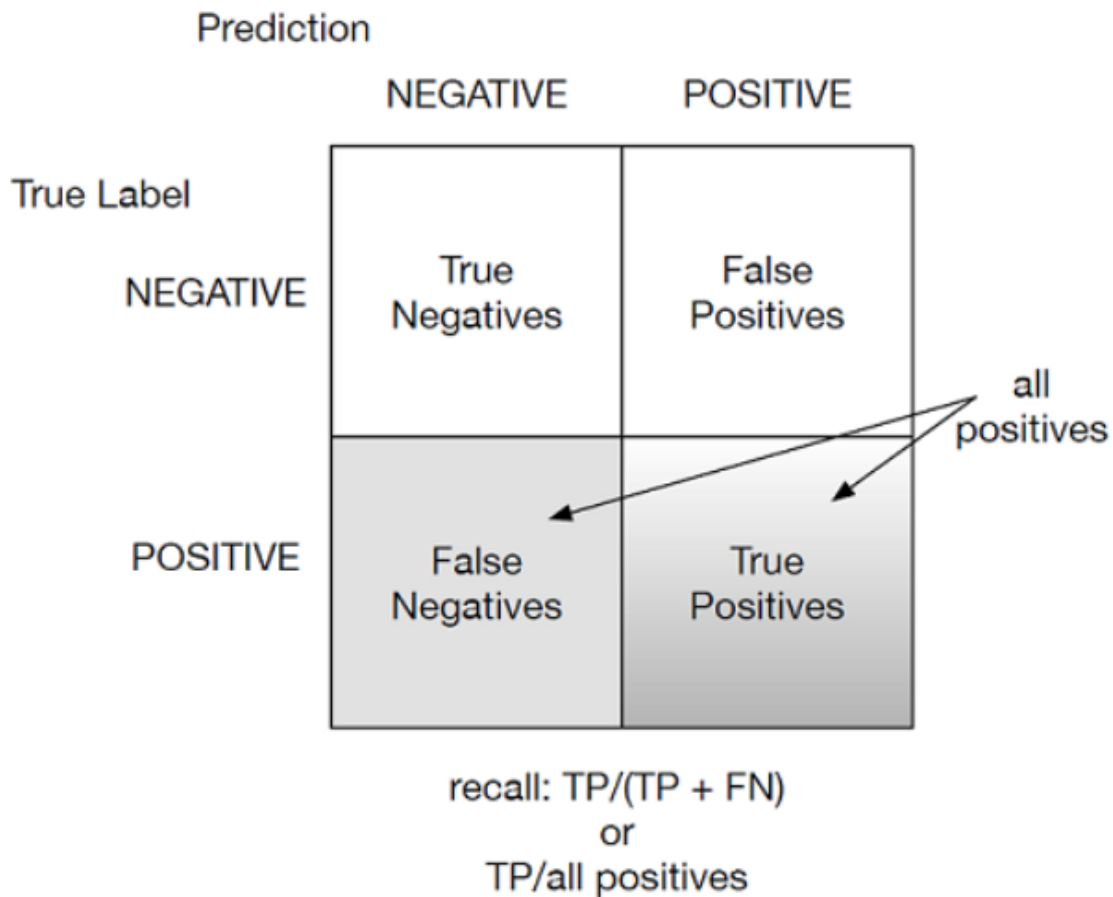 Prediction
NEGATIVE POSITIVE
True Label
NEGATIVE
True
Negatives
False
Positives
all
positives
POSITIVE
False
Negatives
True
Positives
recall: TP/(TP + FN)
or
TP/all positives